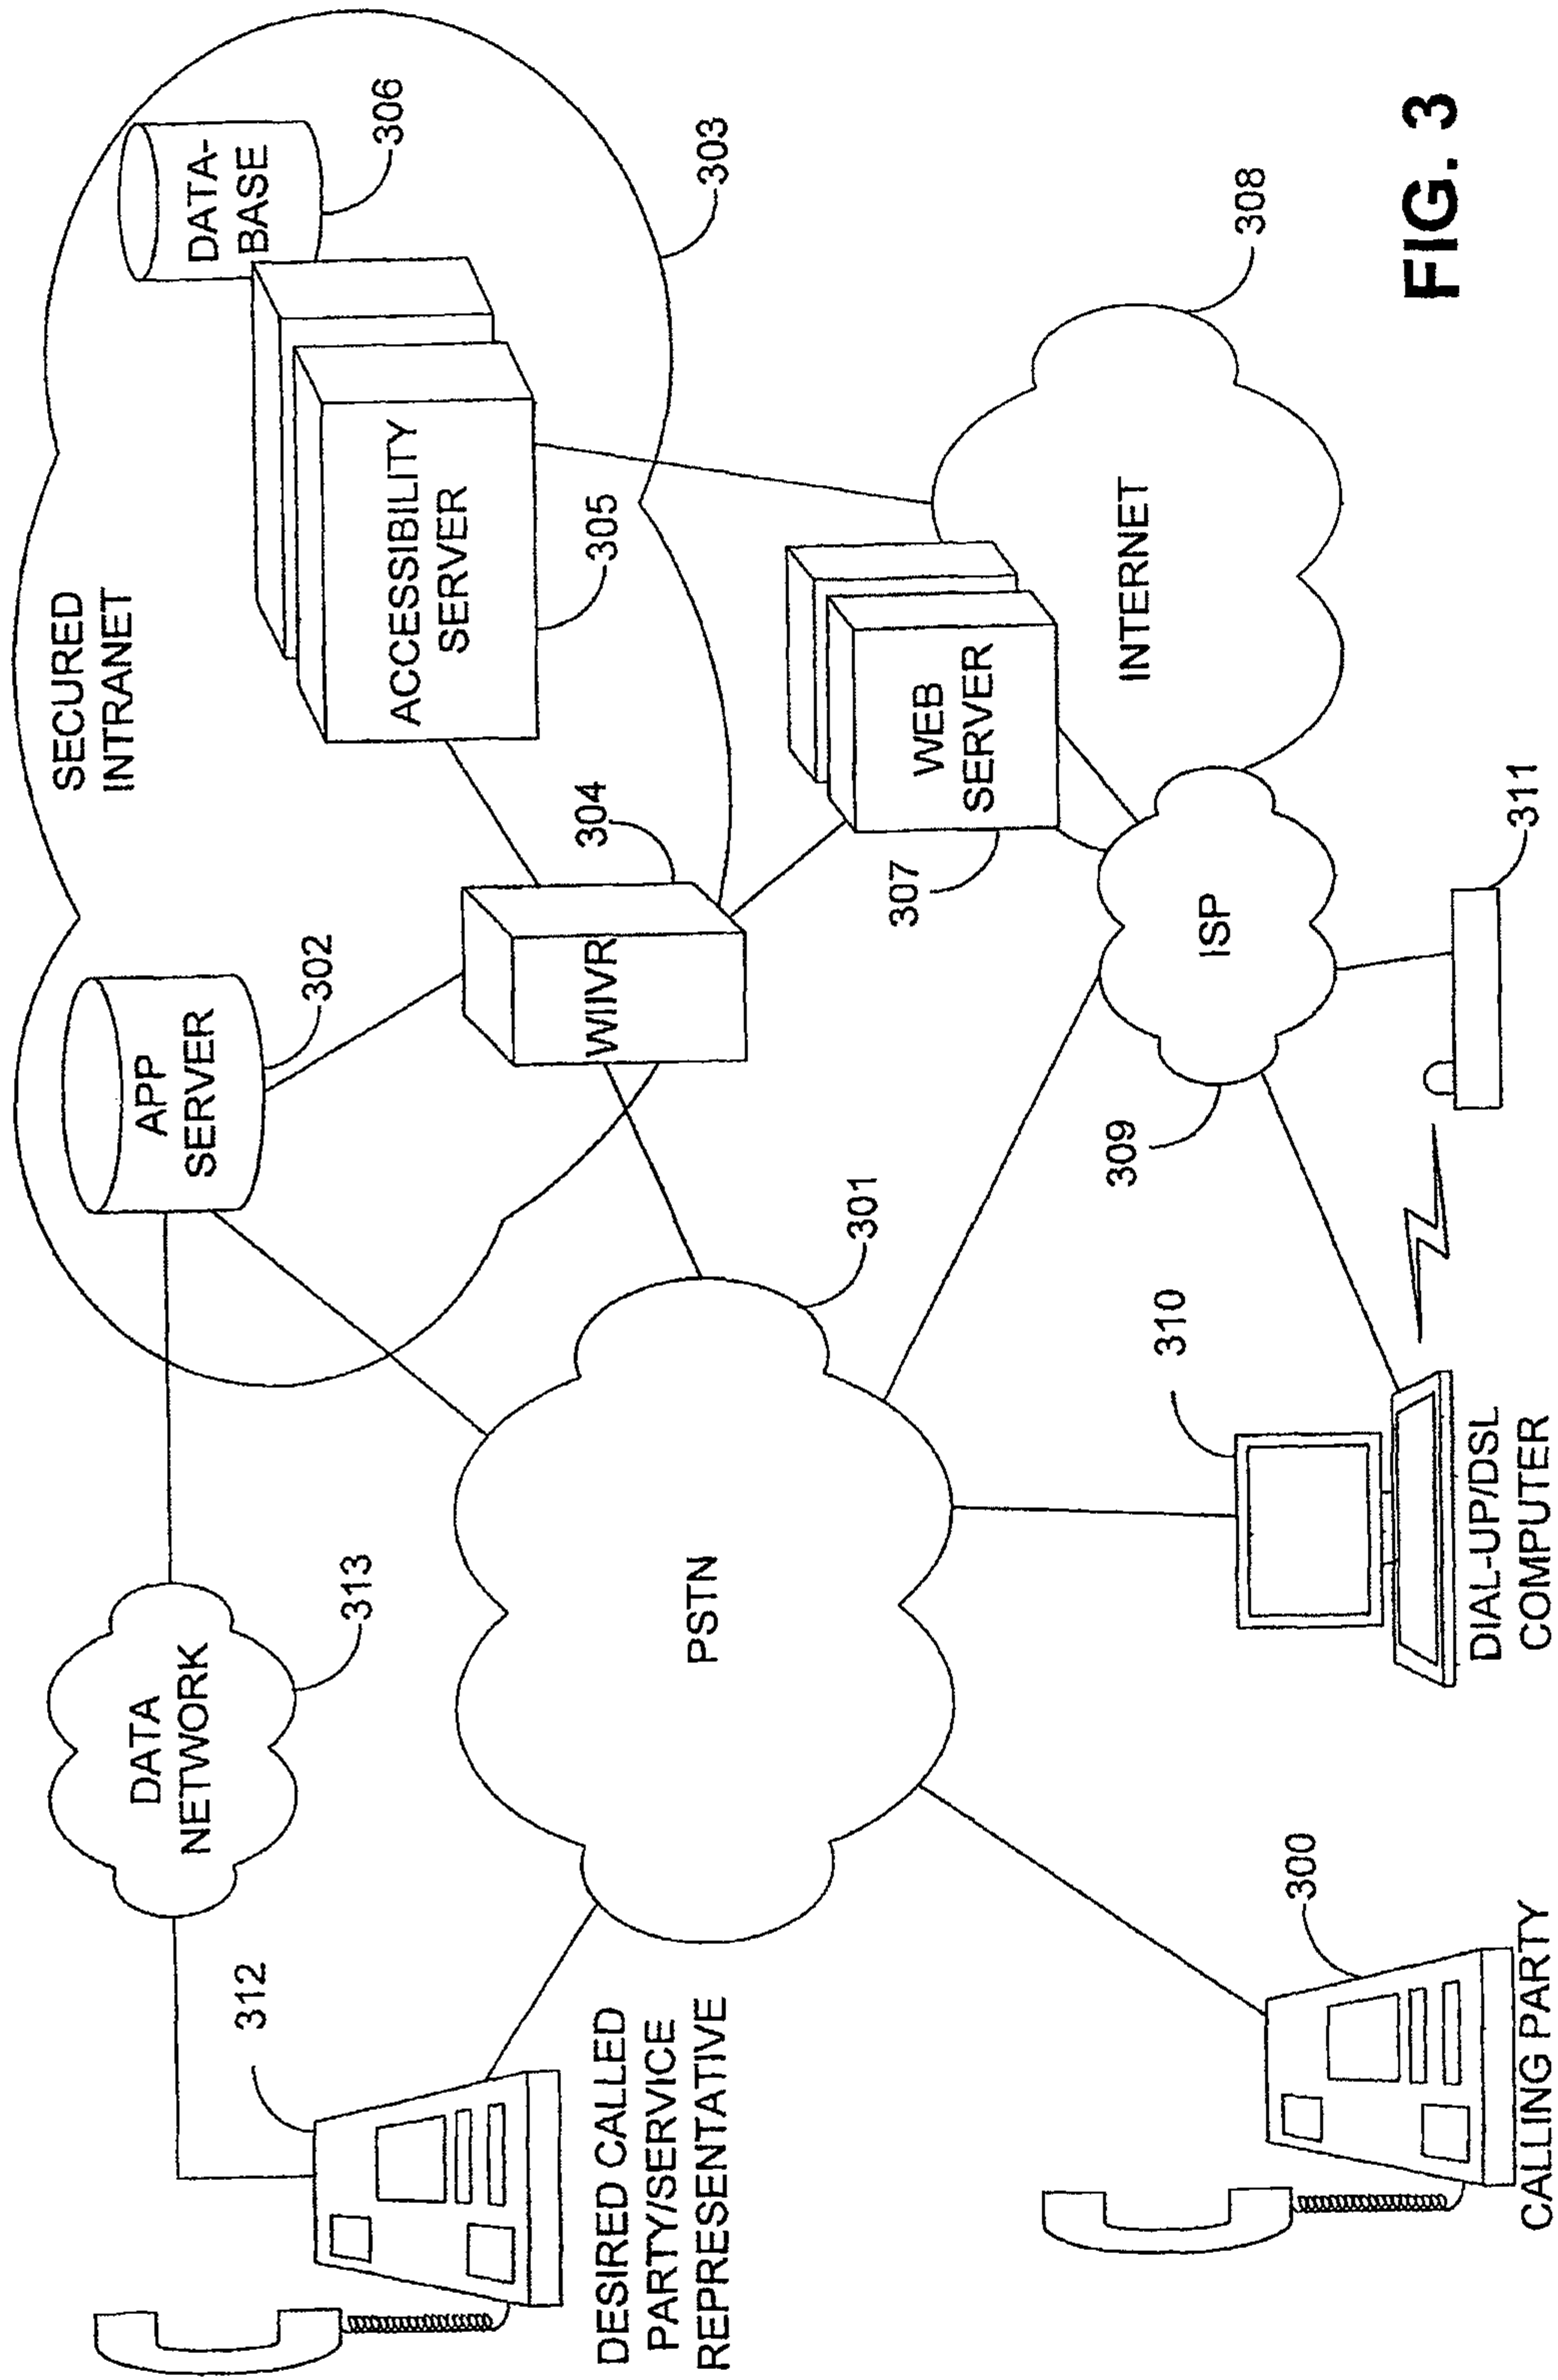 SECURED
INTRANET
DATA-
BASE
306
APP
SERVER
302
ACCESSIBILITY
SERVER
305
303
DATA
NETWORK
313
WIIVR
304
312
DESIRED CALLED
PARTY/SERVICE
REPRESENTATIVE
PSTN
301
WEB
SERVER
307
INTERNET
308
ISP
309
310
DIAL-UP/DSL
COMPUTER
311
300
CALLING PARTY
FIG. 3